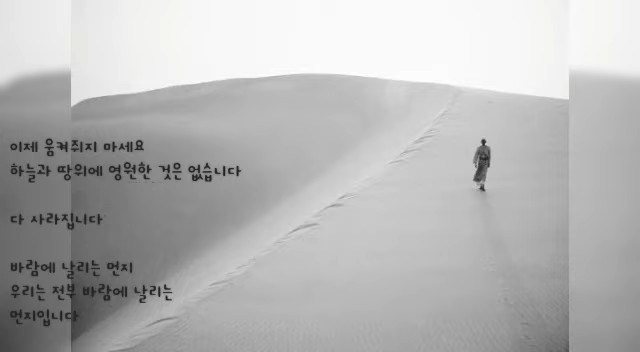 이제 움켜쥐지 마세요
하늘과 땅위에 영원한 것은 없습니다
다 사라집니다
바람에 날리는 먼지
우리는 전부 바람에 날리는
먼지입니다